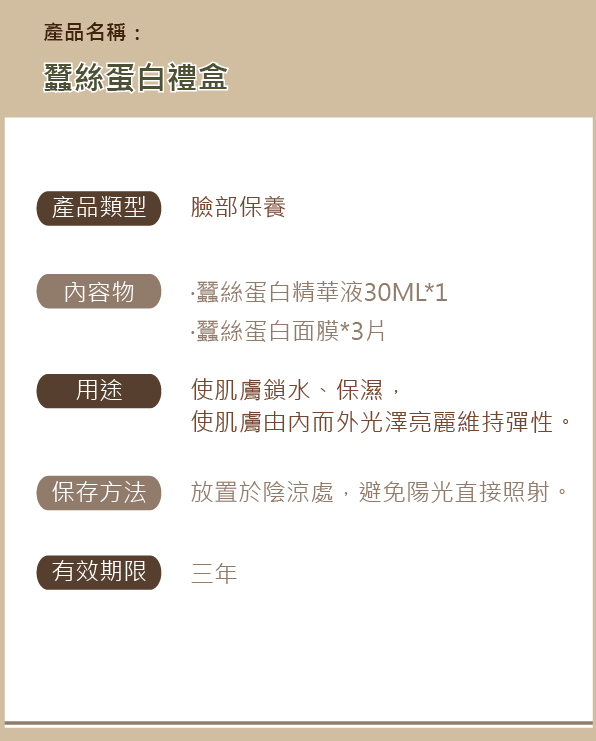 產品名稱：
蠶絲蛋白禮盒
產品類型 臉部保養
內容物 ·蠶絲蛋白精華液30ML*1
·蠶絲蛋白面膜*3片
用途 使肌膚鎖水、保濕，
使肌膚由內而外光澤亮麗維持彈性。
保存方法 放置於陰涼處，避免陽光直接照射。
有效期限 三年